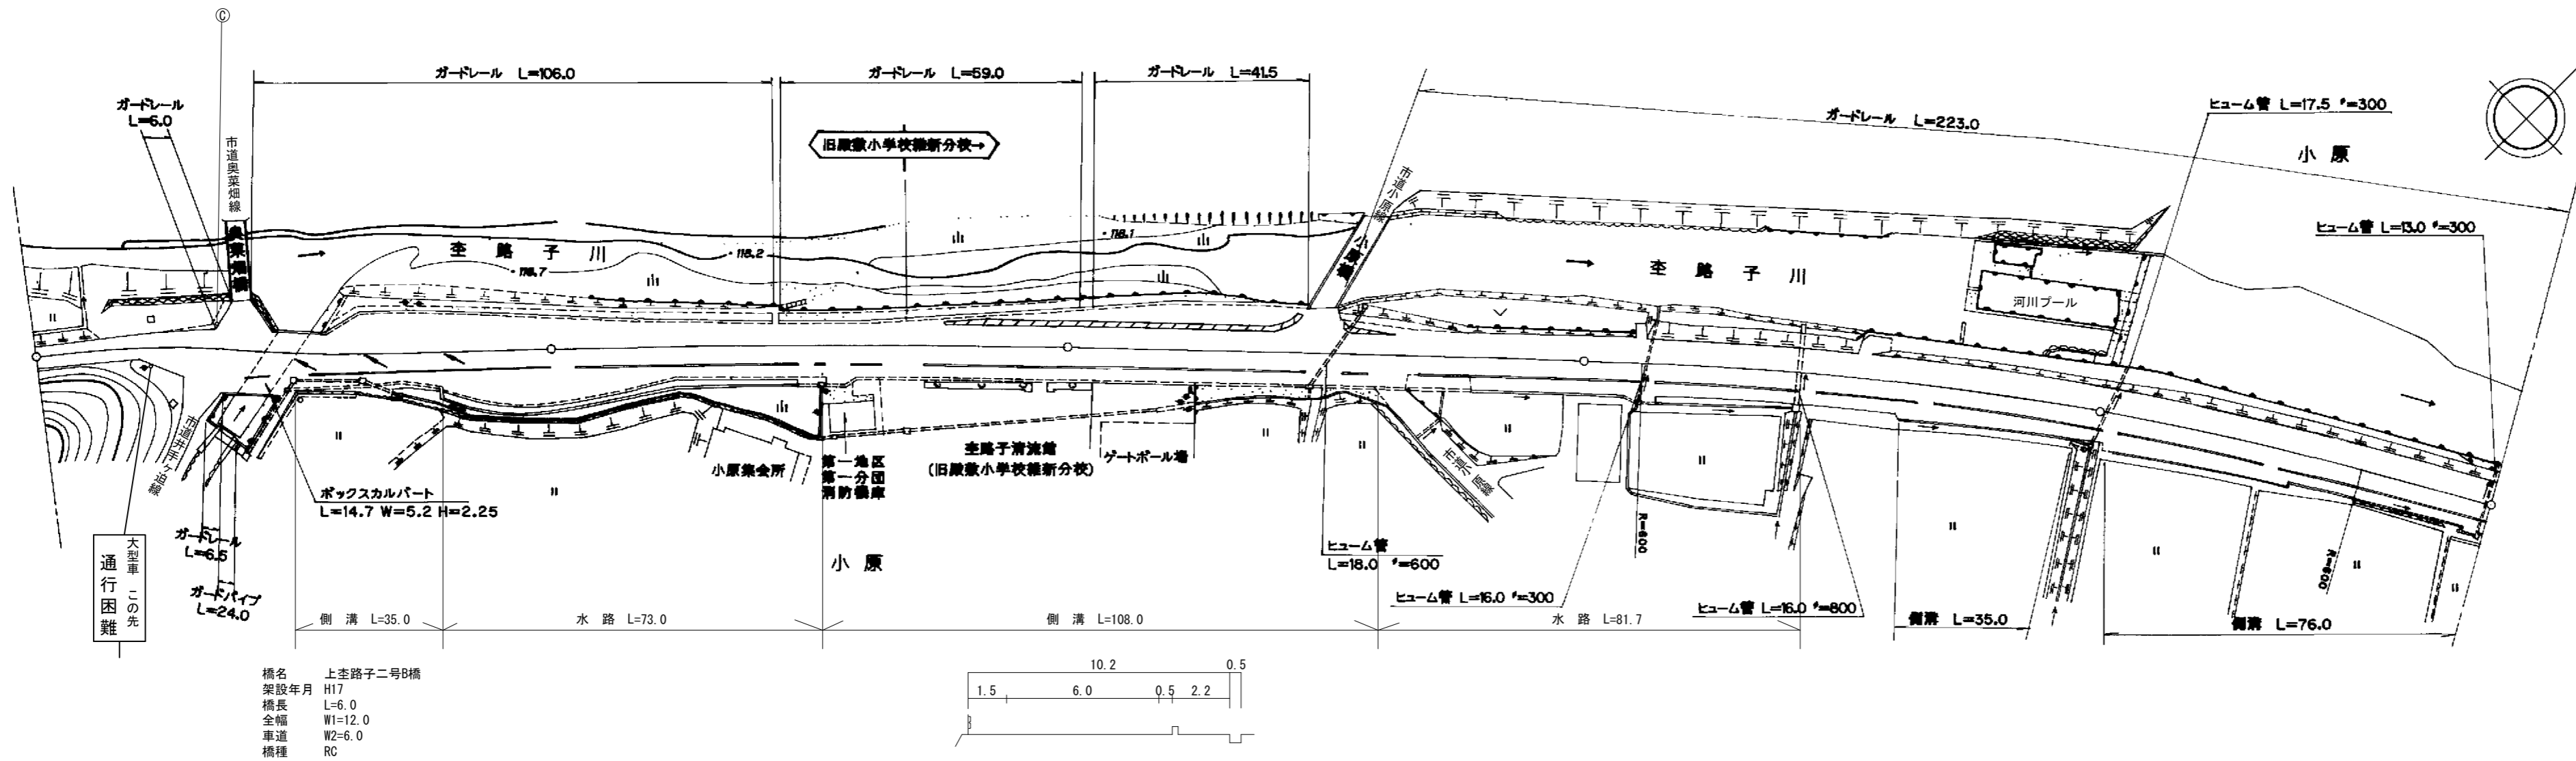 Ⓒ
ガードレール L=106.0
ガードレール L=59.0
ガードレール L=41.5
ガードレール L=223.0
ヒューム管 L=17.5 φ=300
小原
ガードレール
L=6.0
市道奥菜畑線
旧殿敷小学校維新分校→
市道小原線
ヒューム管 L=13.0 φ=300
奥菜畑橋
杢路子川
118.7
118.2
118.1
小原橋
杢路子川
河川プール
市道井手ヶ迫線
ボックスカルバート
L=14.7 W=5.2 H=2.25
小原集会所
第一地区
第一分団
消防機庫
杢路子清流館
(旧殿敷小学校維新分校)
ゲートボール場
市道小原線
大型車 この先
通行困難
ガードレール
L=6.5
ガードパイプ
L=24.0
小原
ヒューム管
L=18.0 φ=600
R=600
R=600
ヒューム管 L=16.0 φ=300
ヒューム管 L=16.0 φ=800
側溝 L=35.0
水路 L=73.0
側溝 L=108.0
水路 L=81.7
側溝 L=35.0
側溝 L=76.0
橋名 上杢路子二号B橋
架設年月 H17
橋長 L=6.0
全幅 W1=12.0
車道 W2=6.0
橋種 RC
10.2 0.5
1.5 6.0 0.5 2.2